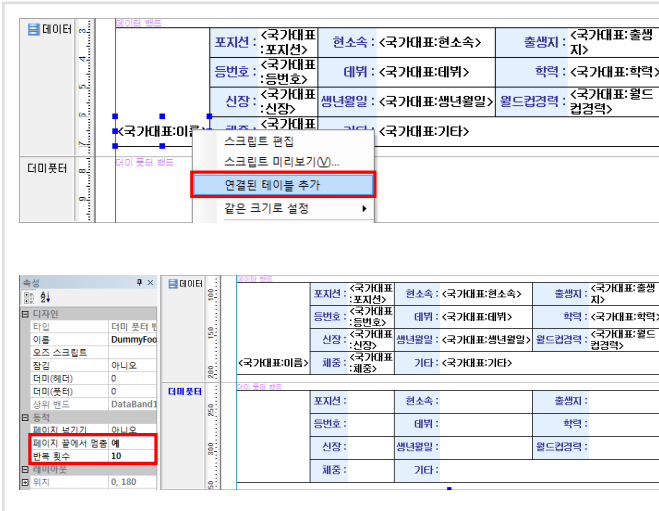 데이터
데이터 밴드
포지션 : <국가대표:포지션> 현소속 : <국가대표:현소속> 출생지 : <국가대표:출생지>
등번호 : <국가대표:등번호> 데뷔 : <국가대표:데뷔> 학력 : <국가대표:학력>
신장 : <국가대표:신장> 생년월일 : <국가대표:생년월일> 월드컵경력 : <국가대표:월드컵경력>
<국가대표:이름> 체중 : <국가대표 기타 : <국가대표:기타>
더미풋터
더미 풋터 밴드
스크립트 편집
스크립트 미리보기(V)...
연결된 테이블 추가
같은 크기로 설정
속성
디자인
타입 더미 풋터 밴
이름 DummyFoo
오즈 스크립트
잠김 아니오
더미(헤더) 0
더미(풋터) 0
상위 밴드 DataBand1
동적
페이지 넘기기 아니오
페이지 끝에서 멈춤 예
반복 횟수 10
레이아웃
위치 0, 180
데이터
데이터 밴드
포지션 : <국가대표:포지션> 현소속 : <국가대표:현소속> 출생지 : <국가대표:출생지>
등번호 : <국가대표:등번호> 데뷔 : <국가대표:데뷔> 학력 : <국가대표:학력>
신장 : <국가대표:신장> 생년월일 : <국가대표:생년월일> 월드컵경력 : <국가대표:월드컵경력>
<국가대표:이름> 체중 : <국가대표:체중> 기타 : <국가대표:기타>
더미풋터
더미 풋터 밴드
포지션 : 현소속 : 출생지 :
등번호 : 데뷔 : 학력 :
신장 : 생년월일 : 월드컵경력 :
체중 : 기타 :